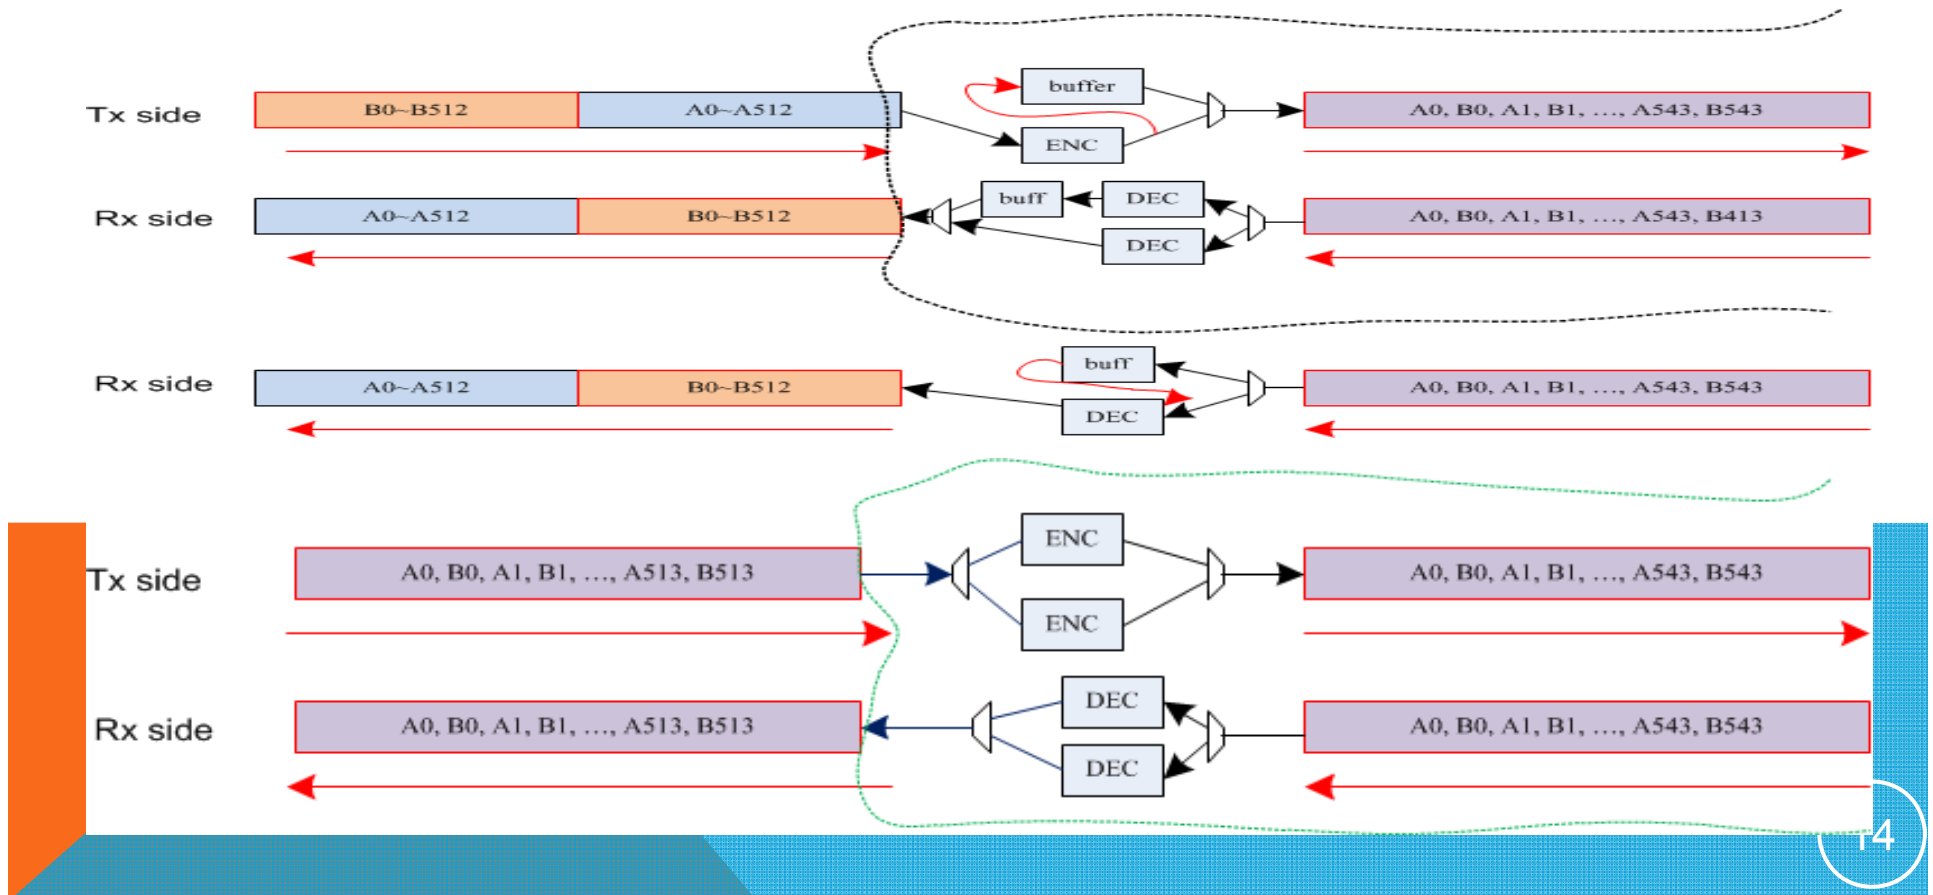 Tx side
B0~B512
A0~A512
buffer
ENC
A0, B0, A1, B1, ..., A543, B543
Rx side
A0~A512
B0~B512
buff
DEC
DEC
A0, B0, A1, B1, ..., A543, B413
Rx side
A0~A512
B0~B512
buff
DEC
A0, B0, A1, B1, ..., A543, B543
Tx side
A0, B0, A1, B1, ..., A513, B513
ENC
ENC
A0, B0, A1, B1, ..., A543, B543
Rx side
A0, B0, A1, B1, ..., A513, B513
DEC
DEC
A0, B0, A1, B1, ..., A543, B543
14